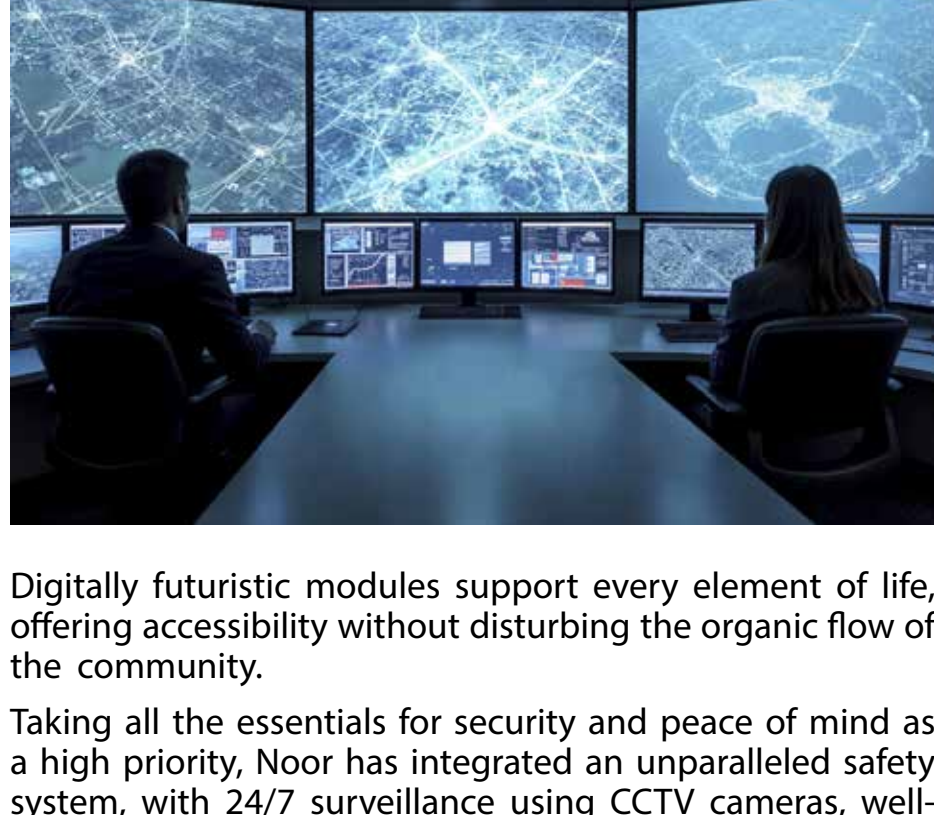 Digitally futuristic modules support every element of life,
offering accessibility without disturbing the organic flow of
the community.
Taking all the essentials for security and peace of mind as
a high priority, Noor has integrated an unparalleled safety
system, with 24/7 surveillance using CCTV cameras, well-